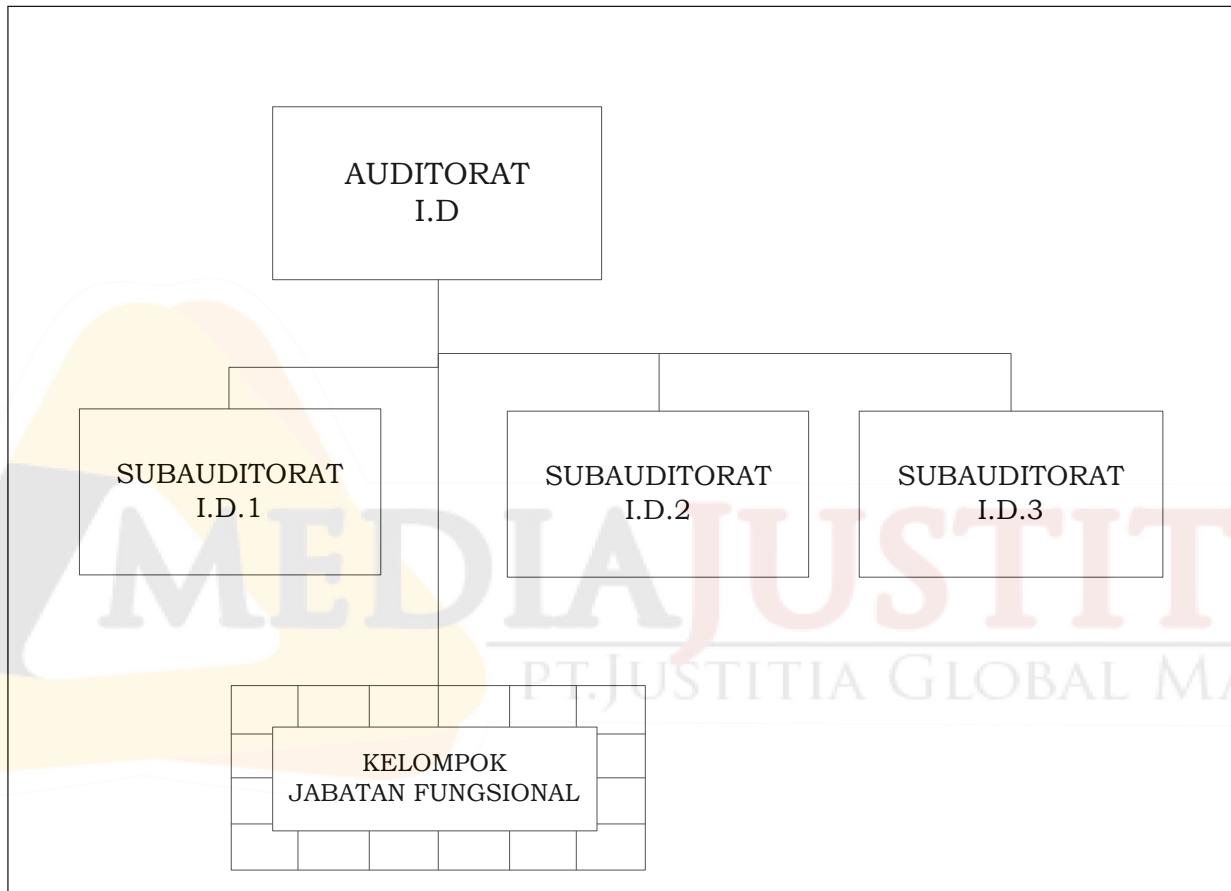 AUDITORAT
I.D
SUBAUDITORAT
I.D.1
SUBAUDITORAT
I.D.2
SUBAUDITORAT
I.D.3
MEDIAJUSTIT
PT.JUSTITIA GLOBAL MA
KELOMPOK
JABATAN FUNGSIONAL